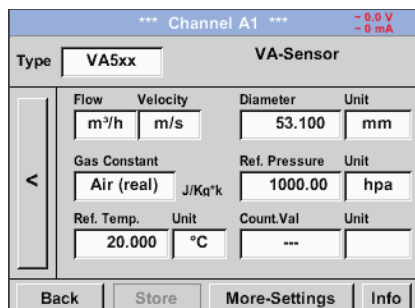 *** Channel A1 ***
~ 0.0 V
~ 0 mA
Type VA5xx VA-Sensor
Flow Velocity Diameter Unit
m³/h m/s 53.100 mm
Gas Constant Ref. Pressure Unit
< Air (real) J/Kg*k 1000.00 hpa
Ref. Temp. Unit Count.Val Unit
20.000 °C ---
Back Store More-Settings Info